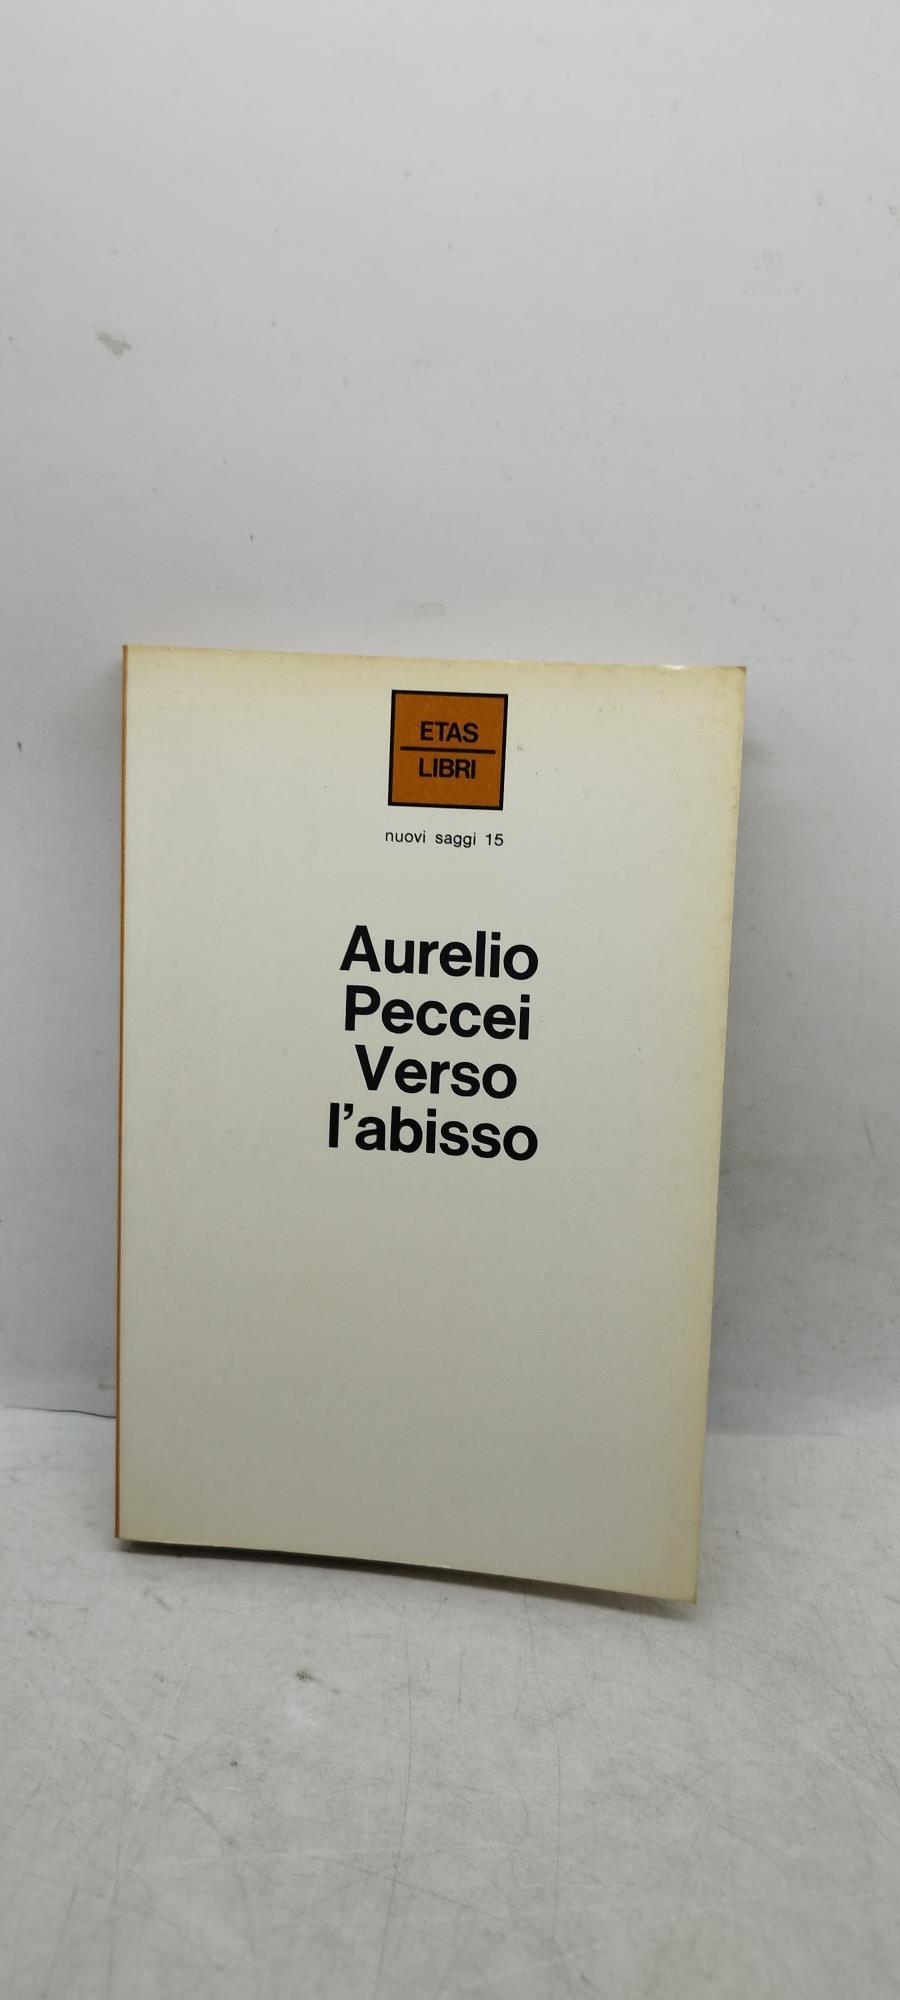 ETAS
LIBRI
nuovi saggi 15
Aurelio
Peccei
Verso
l'abisso